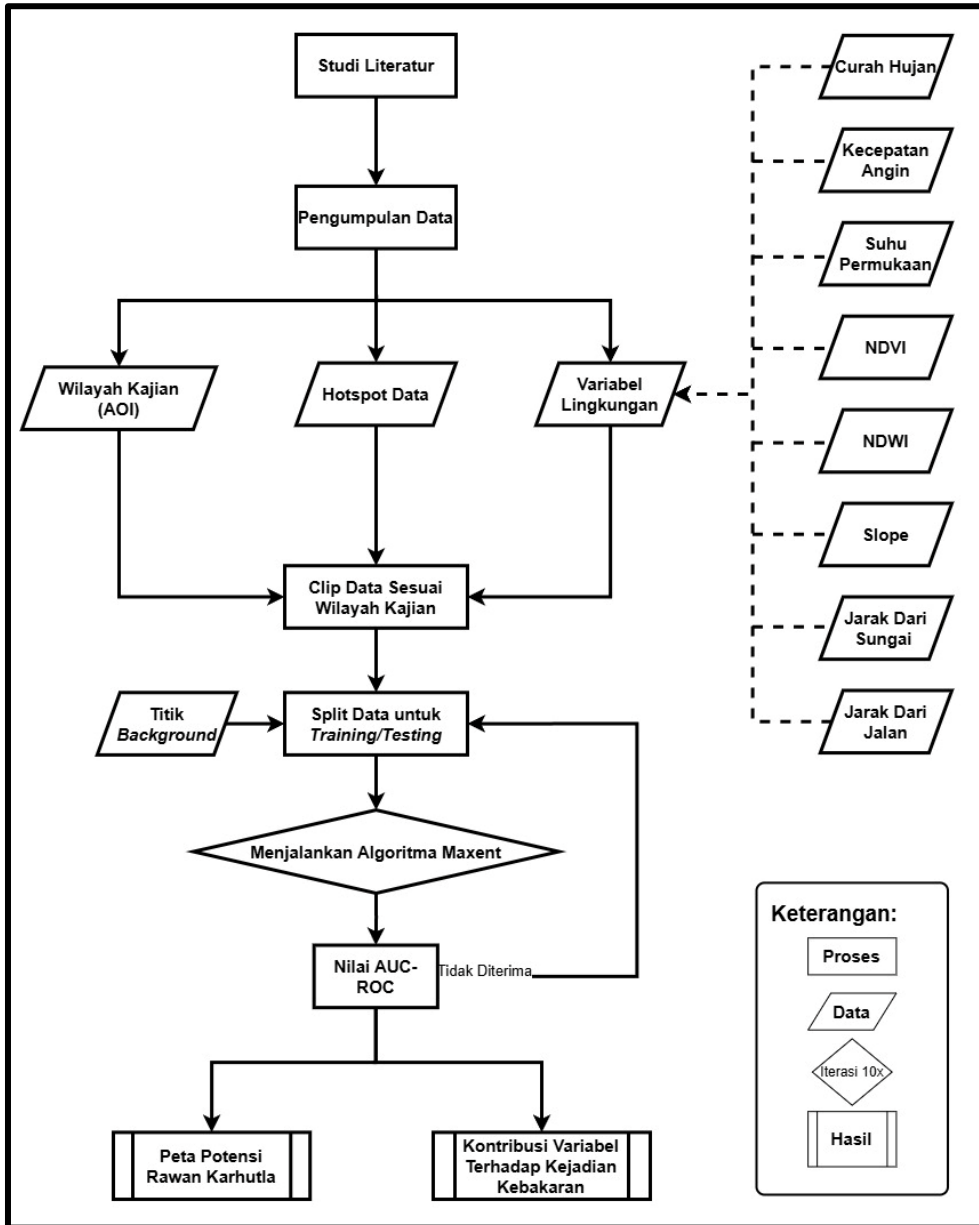 Studi Literatur
Pengumpulan Data
Wilayah Kajian
(AOI)
Hotspot Data
Variabel
Lingkungan
Clip Data Sesuai
Wilayah Kajian
Titik
Background
Split Data untuk
Training/Testing
Menjalankan Algoritma Maxent
Nilai AUC-
ROC
Tidak Diterima
Peta Potensi
Rawan Karhutla
Kontribusi Variabel
Terhadap Kejadian
Kebakaran
Curah Hujan
Kecepatan
Angin
Suhu
Permukaan
NDVI
NDWI
Slope
Jarak Dari
Sungai
Jarak Dari
Jalan
Keterangan:
Proses
Data
Iterasi 10x
Hasil